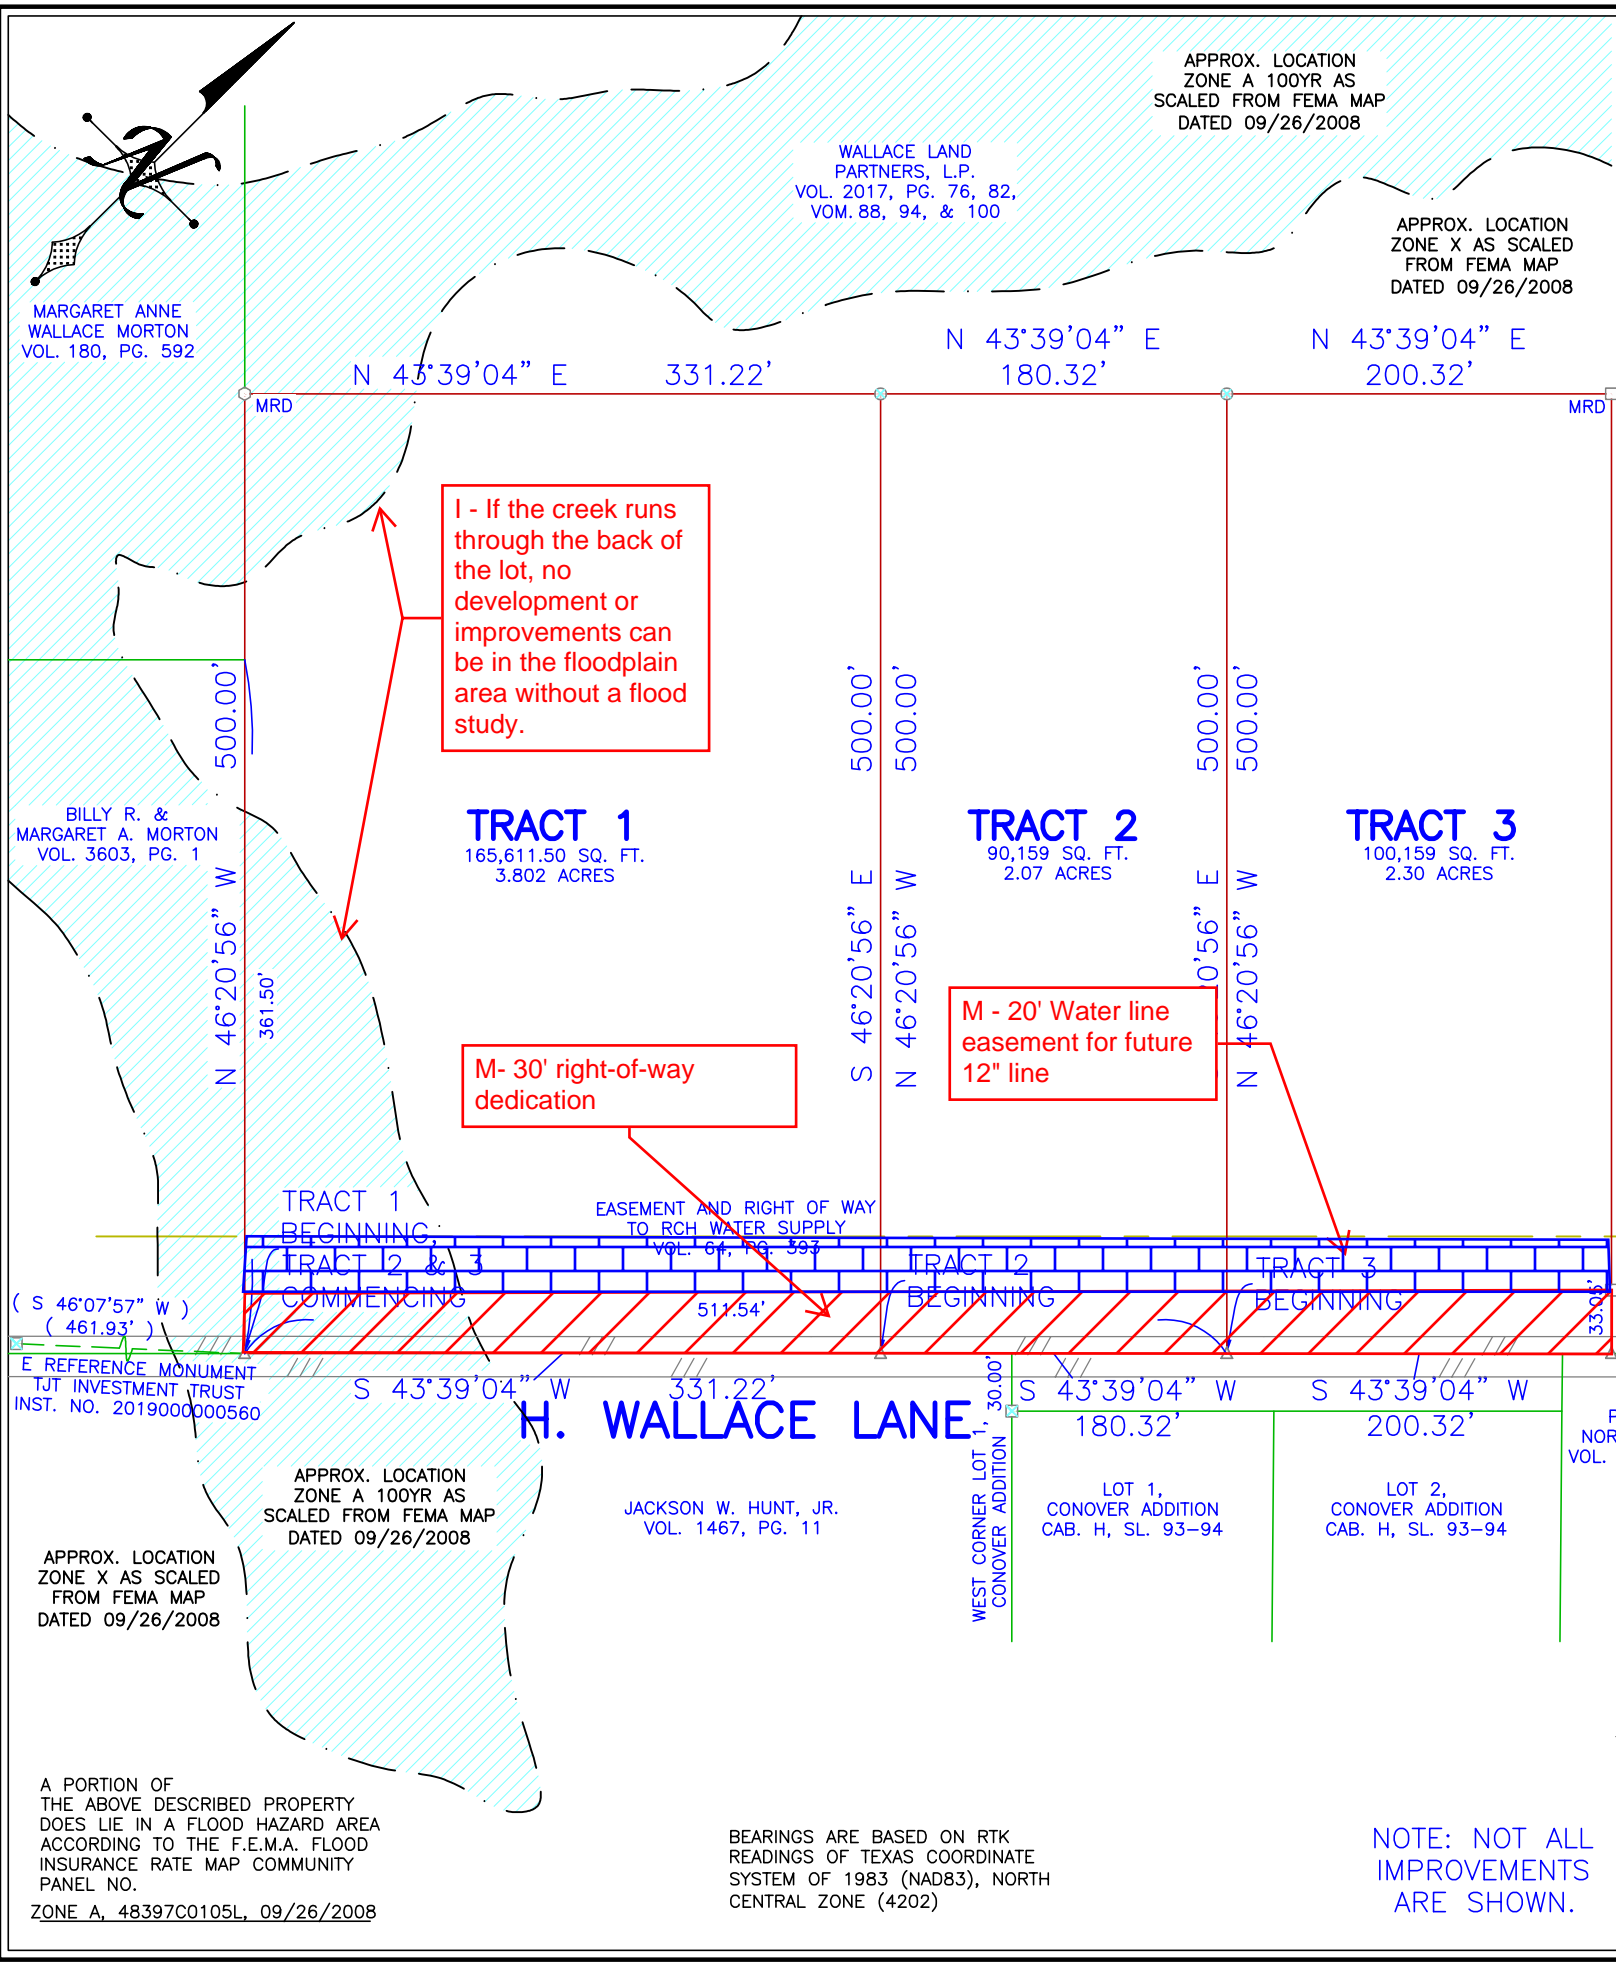 APPROX. LOCATION
ZONE A 100YR AS
SCALED FROM FEMA MAP
DATED 09/26/2008
WALLACE LAND
PARTNERS, L.P.
VOL. 2017, PG. 76, 82,
VOM. 88, 94, & 100
APPROX. LOCATION
ZONE X AS SCALED
FROM FEMA MAP
DATED 09/26/2008
MARGARET ANNE
WALLACE MORTON
VOL. 180, PG. 592
N 43°39'04" E 331.22'
N 43°39'04" E
180.32'
N 43°39'04" E
200.32'
MRD
MRD
I - If the creek runs
through the back of
the lot, no
development or
improvements can
be in the floodplain
area without a flood
study.
N 46°20'56" W 500.00'
361.50'
S 46°20'56" E 500.00'
N 46°20'56" W 500.00'
0'56" E 500.00'
N 46°20'56" W 500.00'
BILLY R. &
MARGARET A. MORTON
VOL. 3603, PG. 1
TRACT 1
165,611.50 SQ. FT.
3.802 ACRES
TRACT 2
90,159 SQ. FT.
2.07 ACRES
TRACT 3
100,159 SQ. FT.
2.30 ACRES
M - 20' Water line
easement for future
12" line
M- 30' right-of-way
dedication
TRACT 1
BEGINNING;
TRACT 2 & 3
COMMENCING
EASEMENT AND RIGHT OF WAY
TO RCH WATER SUPPLY
VOL. 64, PG. 393
TRACT 2
BEGINNING
TRACT 3
BEGINNING
511.54'
33.05'
( S 46°07'57" W )
( 461.93' )
E REFERENCE MONUMENT
TJT INVESTMENT TRUST
INST. NO. 2019000000560
S 43°39'04" W 331.22'
H. WALLACE LANE
S 43°39'04" W
180.32'
S 43°39'04" W
200.32'
WEST CORNER LOT 1, 30.00'
CONOVER ADDITION
NOR
VOL.
LOT 1,
CONOVER ADDITION
CAB. H, SL. 93-94
LOT 2,
CONOVER ADDITION
CAB. H, SL. 93-94
JACKSON W. HUNT, JR.
VOL. 1467, PG. 11
APPROX. LOCATION
ZONE A 100YR AS
SCALED FROM FEMA MAP
DATED 09/26/2008
APPROX. LOCATION
ZONE X AS SCALED
FROM FEMA MAP
DATED 09/26/2008
A PORTION OF
THE ABOVE DESCRIBED PROPERTY
DOES LIE IN A FLOOD HAZARD AREA
ACCORDING TO THE F.E.M.A. FLOOD
INSURANCE RATE MAP COMMUNITY
PANEL NO.
ZONE A, 48397C0105L, 09/26/2008
BEARINGS ARE BASED ON RTK
READINGS OF TEXAS COORDINATE
SYSTEM OF 1983 (NAD83), NORTH
CENTRAL ZONE (4202)
NOTE: NOT ALL
IMPROVEMENTS
ARE SHOWN.